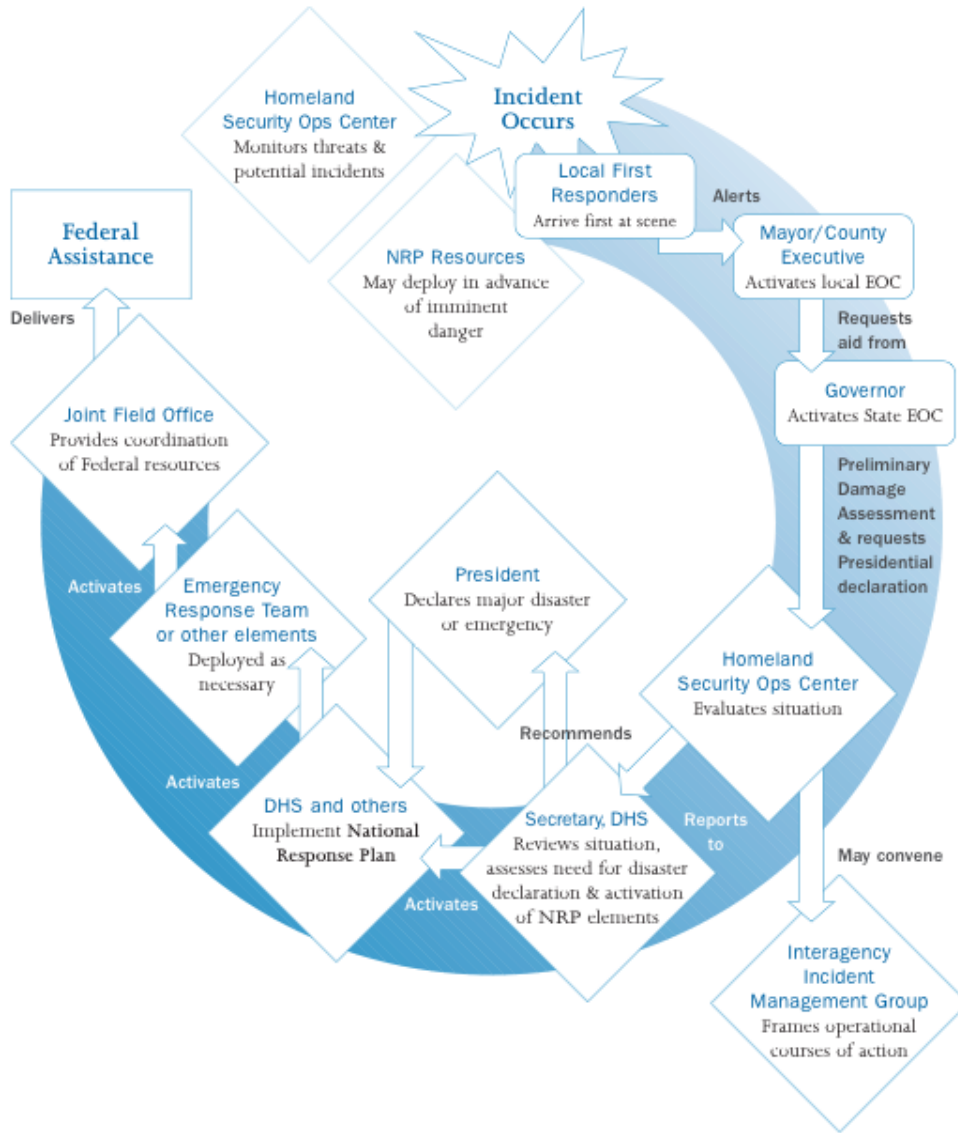 Incident
Occurs
Homeland
Security Ops Center
Monitors threats &
potential incidents
Local First
Responders
Arrive first at scene
Alerts
Mayor/County
Executive
Activates local EOC
NRP Resources
May deploy in advance
of imminent
danger
Federal
Assistance
Delivers
Requests
aid from
Governor
Activates State EOC
Joint Field Office
Provides coordination
of Federal resources
Preliminary
Damage
Assessment
& requests
Presidential
declaration
Activates
Emergency
Response Team
or other elements
Deployed as
necessary
President
Declares major disaster
or emergency
Homeland
Security Ops Center
Evaluates situation
Recommends
Activates
DHS and others
Implement National
Response Plan
Secretary, DHS
Reviews situation,
assesses need for disaster
declaration & activation
of NRP elements
Reports
to
Activates
May convene
Interagency
Incident
Management Group
Frames operational
courses of action